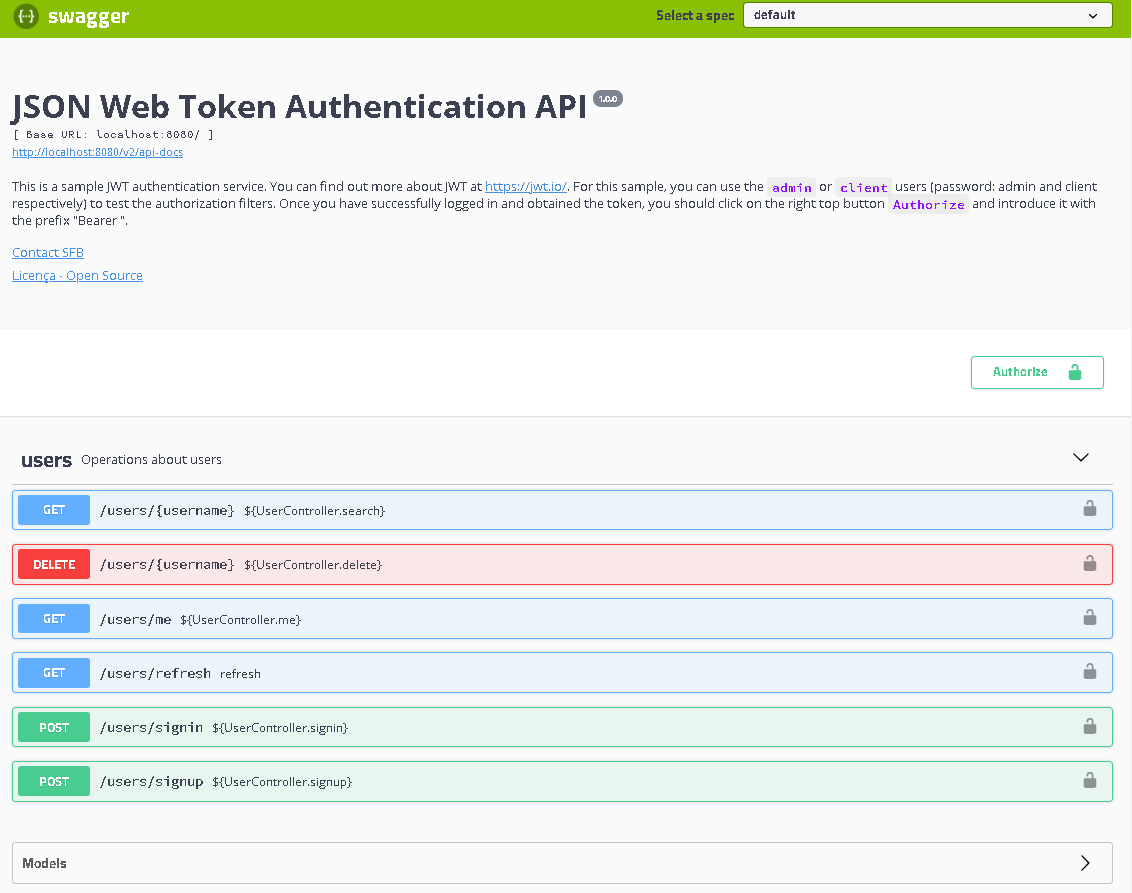 swagger
Select a spec default
JSON Web Token Authentication API 1.0.0
[ Base URL: localhost:8080/ ]
http://localhost:8080/v2/api-docs
This is a sample JWT authentication service. You can find out more about JWT at https://jwt.io/. For this sample, you can use the admin or client users (password: admin and client
respectively) to test the authorization filters. Once you have successfully logged in and obtained the token, you should click on the right top button Authorize and introduce it with
the prefix "Bearer ".
Contact SFB
Licença - Open Source
Authorize
users Operations about users
GET /users/{username} ${UserController.search}
DELETE /users/{username} ${UserController.delete}
GET /users/me ${UserController.me}
GET /users/refresh refresh
POST /users/signin ${UserController.signin}
POST /users/signup ${UserController.signup}
Models